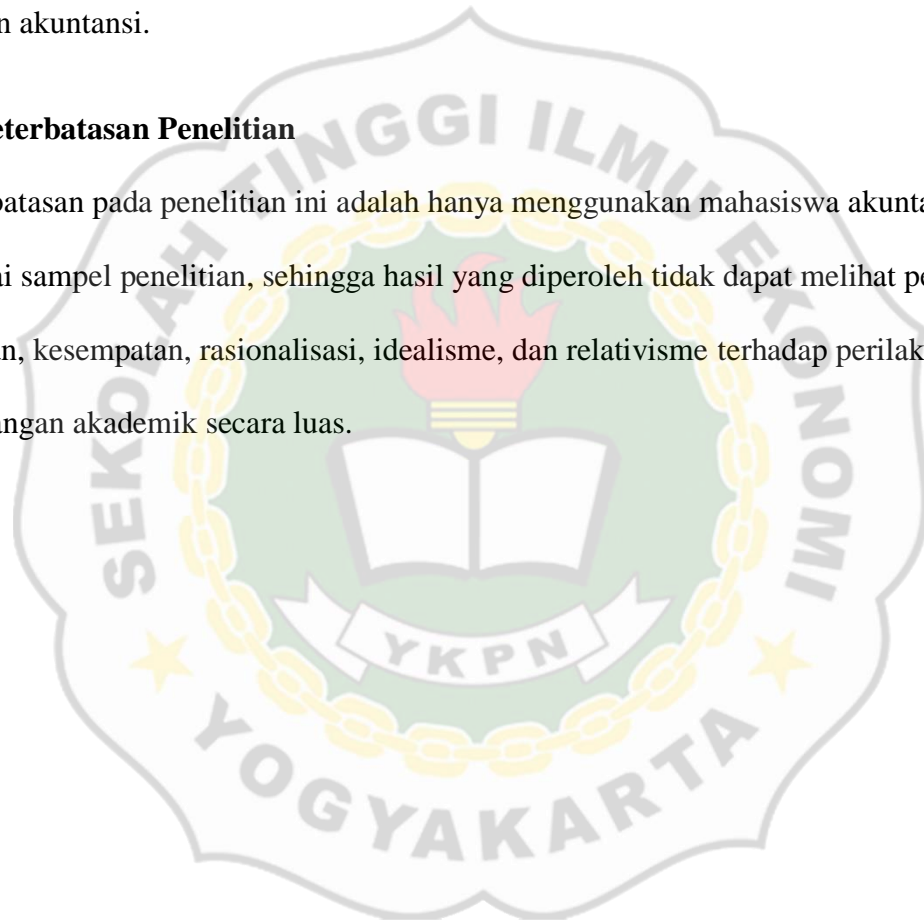 n akuntansi.
eterbatasan Penelitian
batasan pada penelitian ini adalah hanya menggunakan mahasiswa akunta
ai sampel penelitian, sehingga hasil yang diperoleh tidak dapat melihat pe
an, kesempatan, rasionalisasi, idealisme, dan relativisme terhadap perilak
angan akademik secara luas.
SEKOLAH TINGGI ILMU EKONOMI
YKPN
YOGYAKARTA